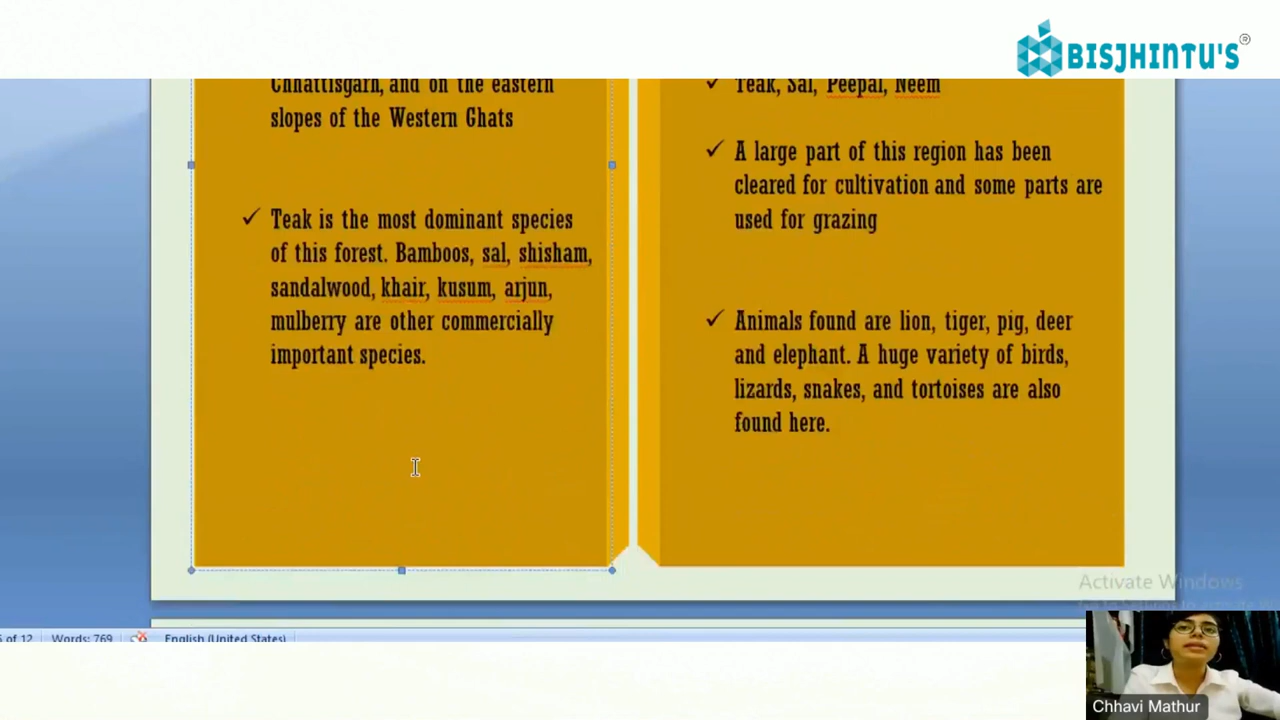 BISJHINTU'S®
Chhattisgarh, and on the eastern
slopes of the Western Ghats
✓ Teak is the most dominant species
of this forest. Bamboos, sal, shisham,
sandalwood, khair, kusum, arjun,
mulberry are other commercially
important species.
✓ Teak, Sal, Peepal, Neem
✓ A large part of this region has been
cleared for cultivation and some parts are
used for grazing
✓ Animals found are lion, tiger, pig, deer
and elephant. A huge variety of birds,
lizards, snakes, and tortoises are also
found here.
Activate Windows
of 12 Words: 769 English (United States)
Chhavi Mathur